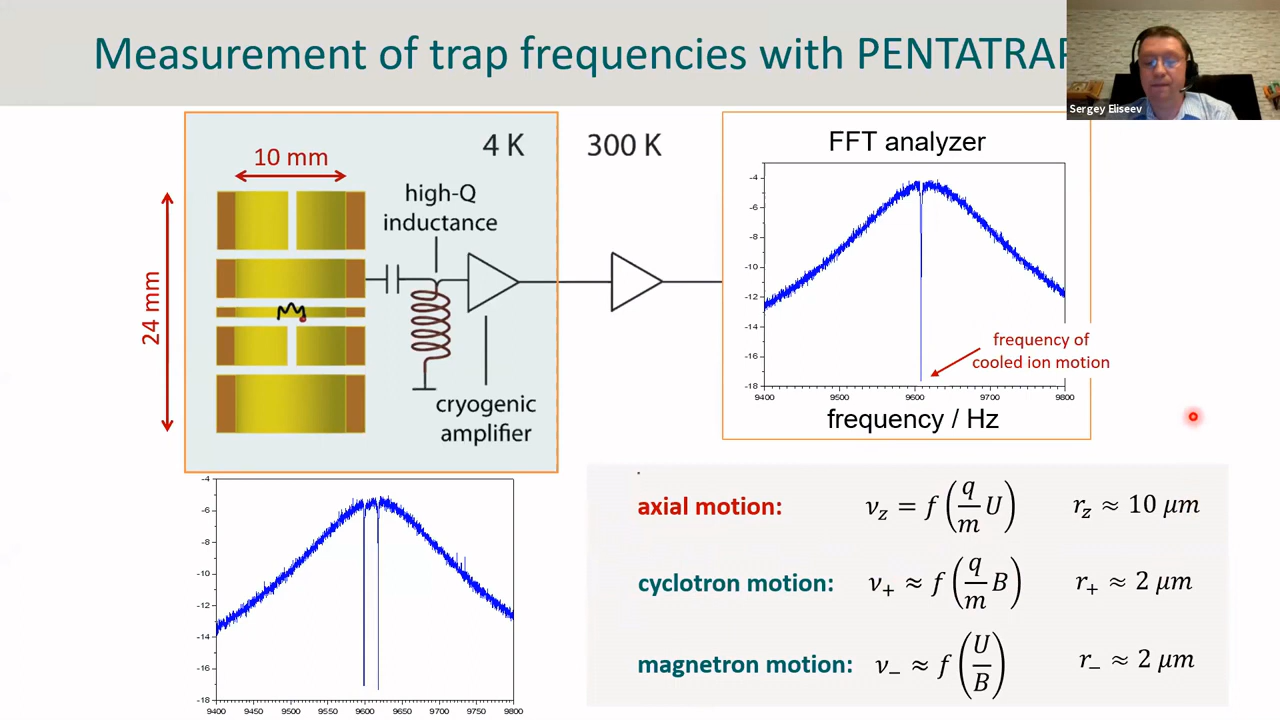 Measurement of trap frequencies with PENTATRAP
Sergey Eliseev
10 mm
24 mm
4 K
300 K
high-Q
inductance
cryogenic
amplifier
FFT analyzer
-4
-6
-8
-10
-12
-14
-16
-18
9400
9500
9600
9700
9800
frequency / Hz
frequency of
cooled ion motion
-4
-6
-8
-10
-12
-14
-16
-18
9400
9450
9500
9550
9600
9650
9700
9750
9800
axial motion: ν_z = f(q/m U) r_z ≈ 10 μm
cyclotron motion: ν_+ ≈ f(q/m B) r_+ ≈ 2 μm
magnetron motion: ν_− ≈ f(U/B) r_− ≈ 2 μm